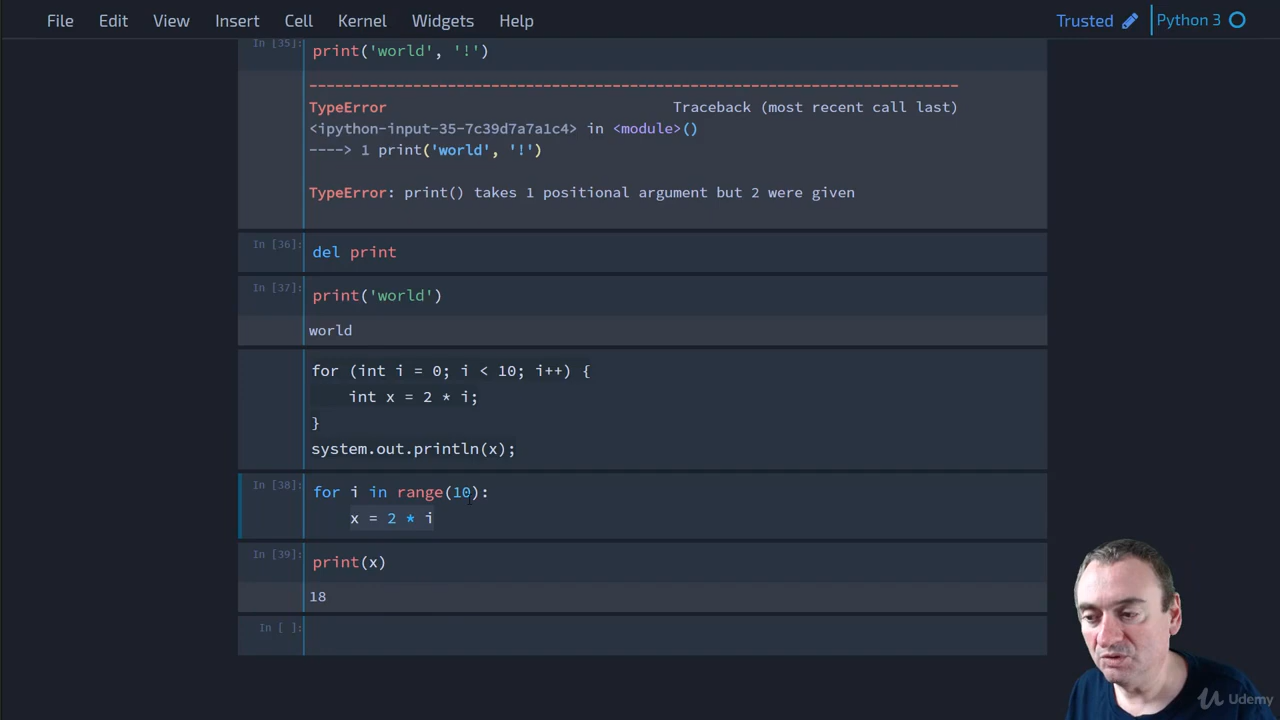 File Edit View Insert Cell Kernel Widgets Help Trusted Python 3
In [35]:
print('world', '!')
---------------------------------------------------------------------------
TypeError Traceback (most recent call last)
<ipython-input-35-7c39d7a7a1c4> in <module>()
----> 1 print('world', '!')
TypeError: print() takes 1 positional argument but 2 were given
In [36]: del print
In [37]: print('world')
world
for (int i = 0; i < 10; i++) {
    int x = 2 * i;
}
system.out.println(x);
In [38]: for i in range(10):
    x = 2 * i
In [39]: print(x)
18
In [ ]:
Udemy